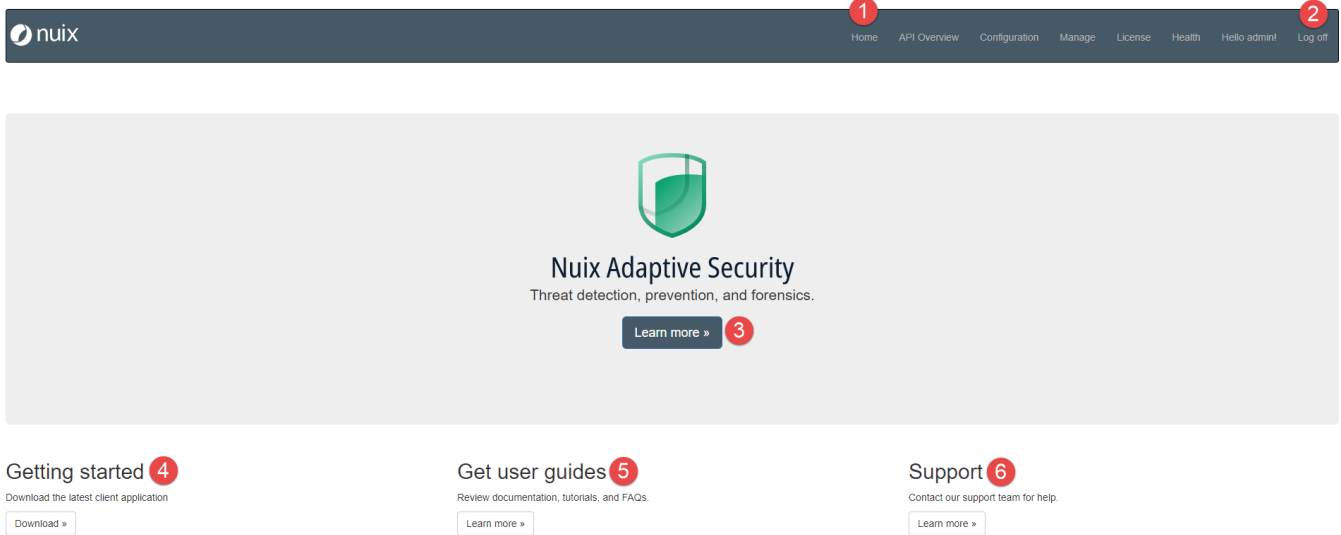 1 2
nuix Home API Overview Configuration Manage License Health Hello admin! Log off
Nuix Adaptive Security
Threat detection, prevention, and forensics.
Learn more » 3
Getting started 4 Get user guides 5 Support 6
Download the latest client application Review documentation, tutorials, and FAQs. Contact our support team for help.
Download » Learn more » Learn more »